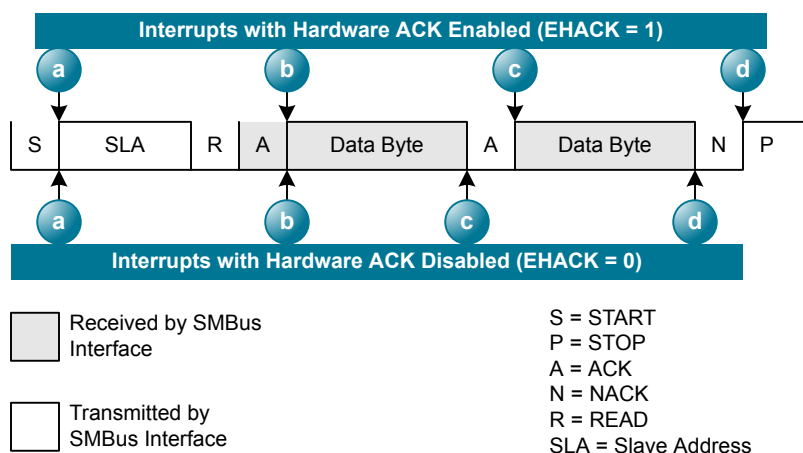 Interrupts with Hardware ACK Enabled (EHACK = 1)
a b c d
S SLA R A Data Byte A Data Byte N P
a b c d
Interrupts with Hardware ACK Disabled (EHACK = 0)
Received by SMBus
Interface
Transmitted by
SMBus Interface
S = START
P = STOP
A = ACK
N = NACK
R = READ
SLA = Slave Address